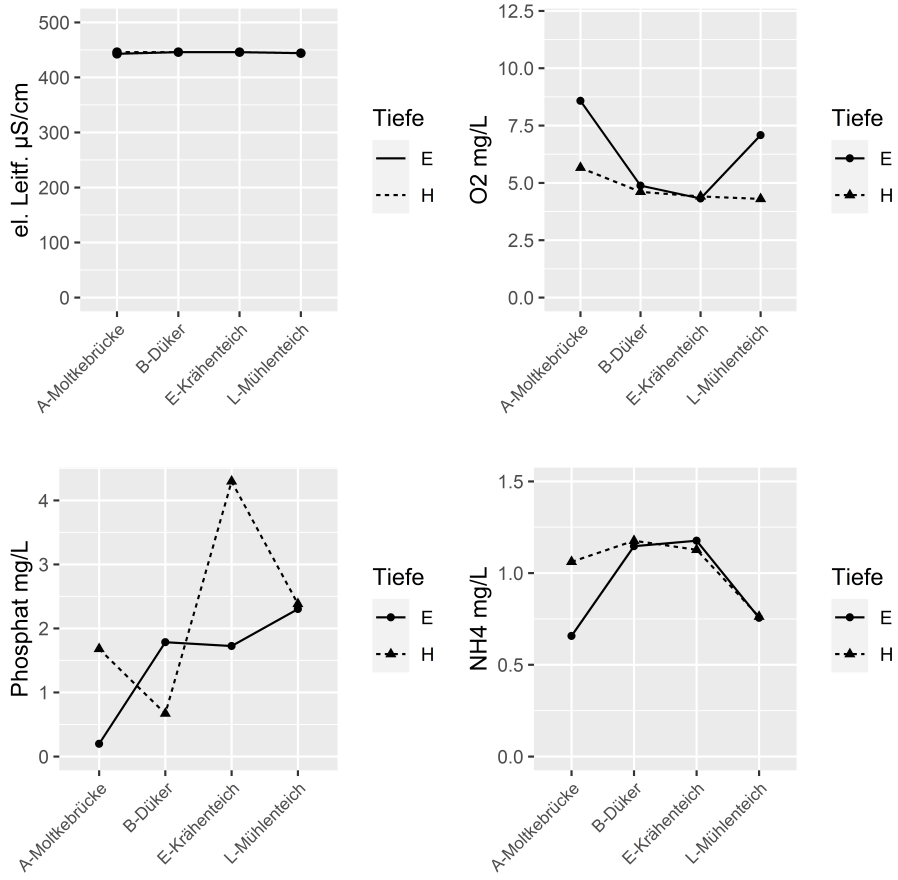 el. Leitf. µS/cm
500
400
300
200
100
0
A-Moltkebrücke
B-Düker
E-Krähenteich
L-Mühlenteich
Tiefe
E
H
O2 mg/L
12.5
10.0
7.5
5.0
2.5
0.0
A-Moltkebrücke
B-Düker
E-Krähenteich
L-Mühlenteich
Tiefe
E
H
Phosphat mg/L
4
3
2
1
0
A-Moltkebrücke
B-Düker
E-Krähenteich
L-Mühlenteich
Tiefe
E
H
NH4 mg/L
1.5
1.0
0.5
0.0
A-Moltkebrücke
B-Düker
E-Krähenteich
L-Mühlenteich
Tiefe
E
H